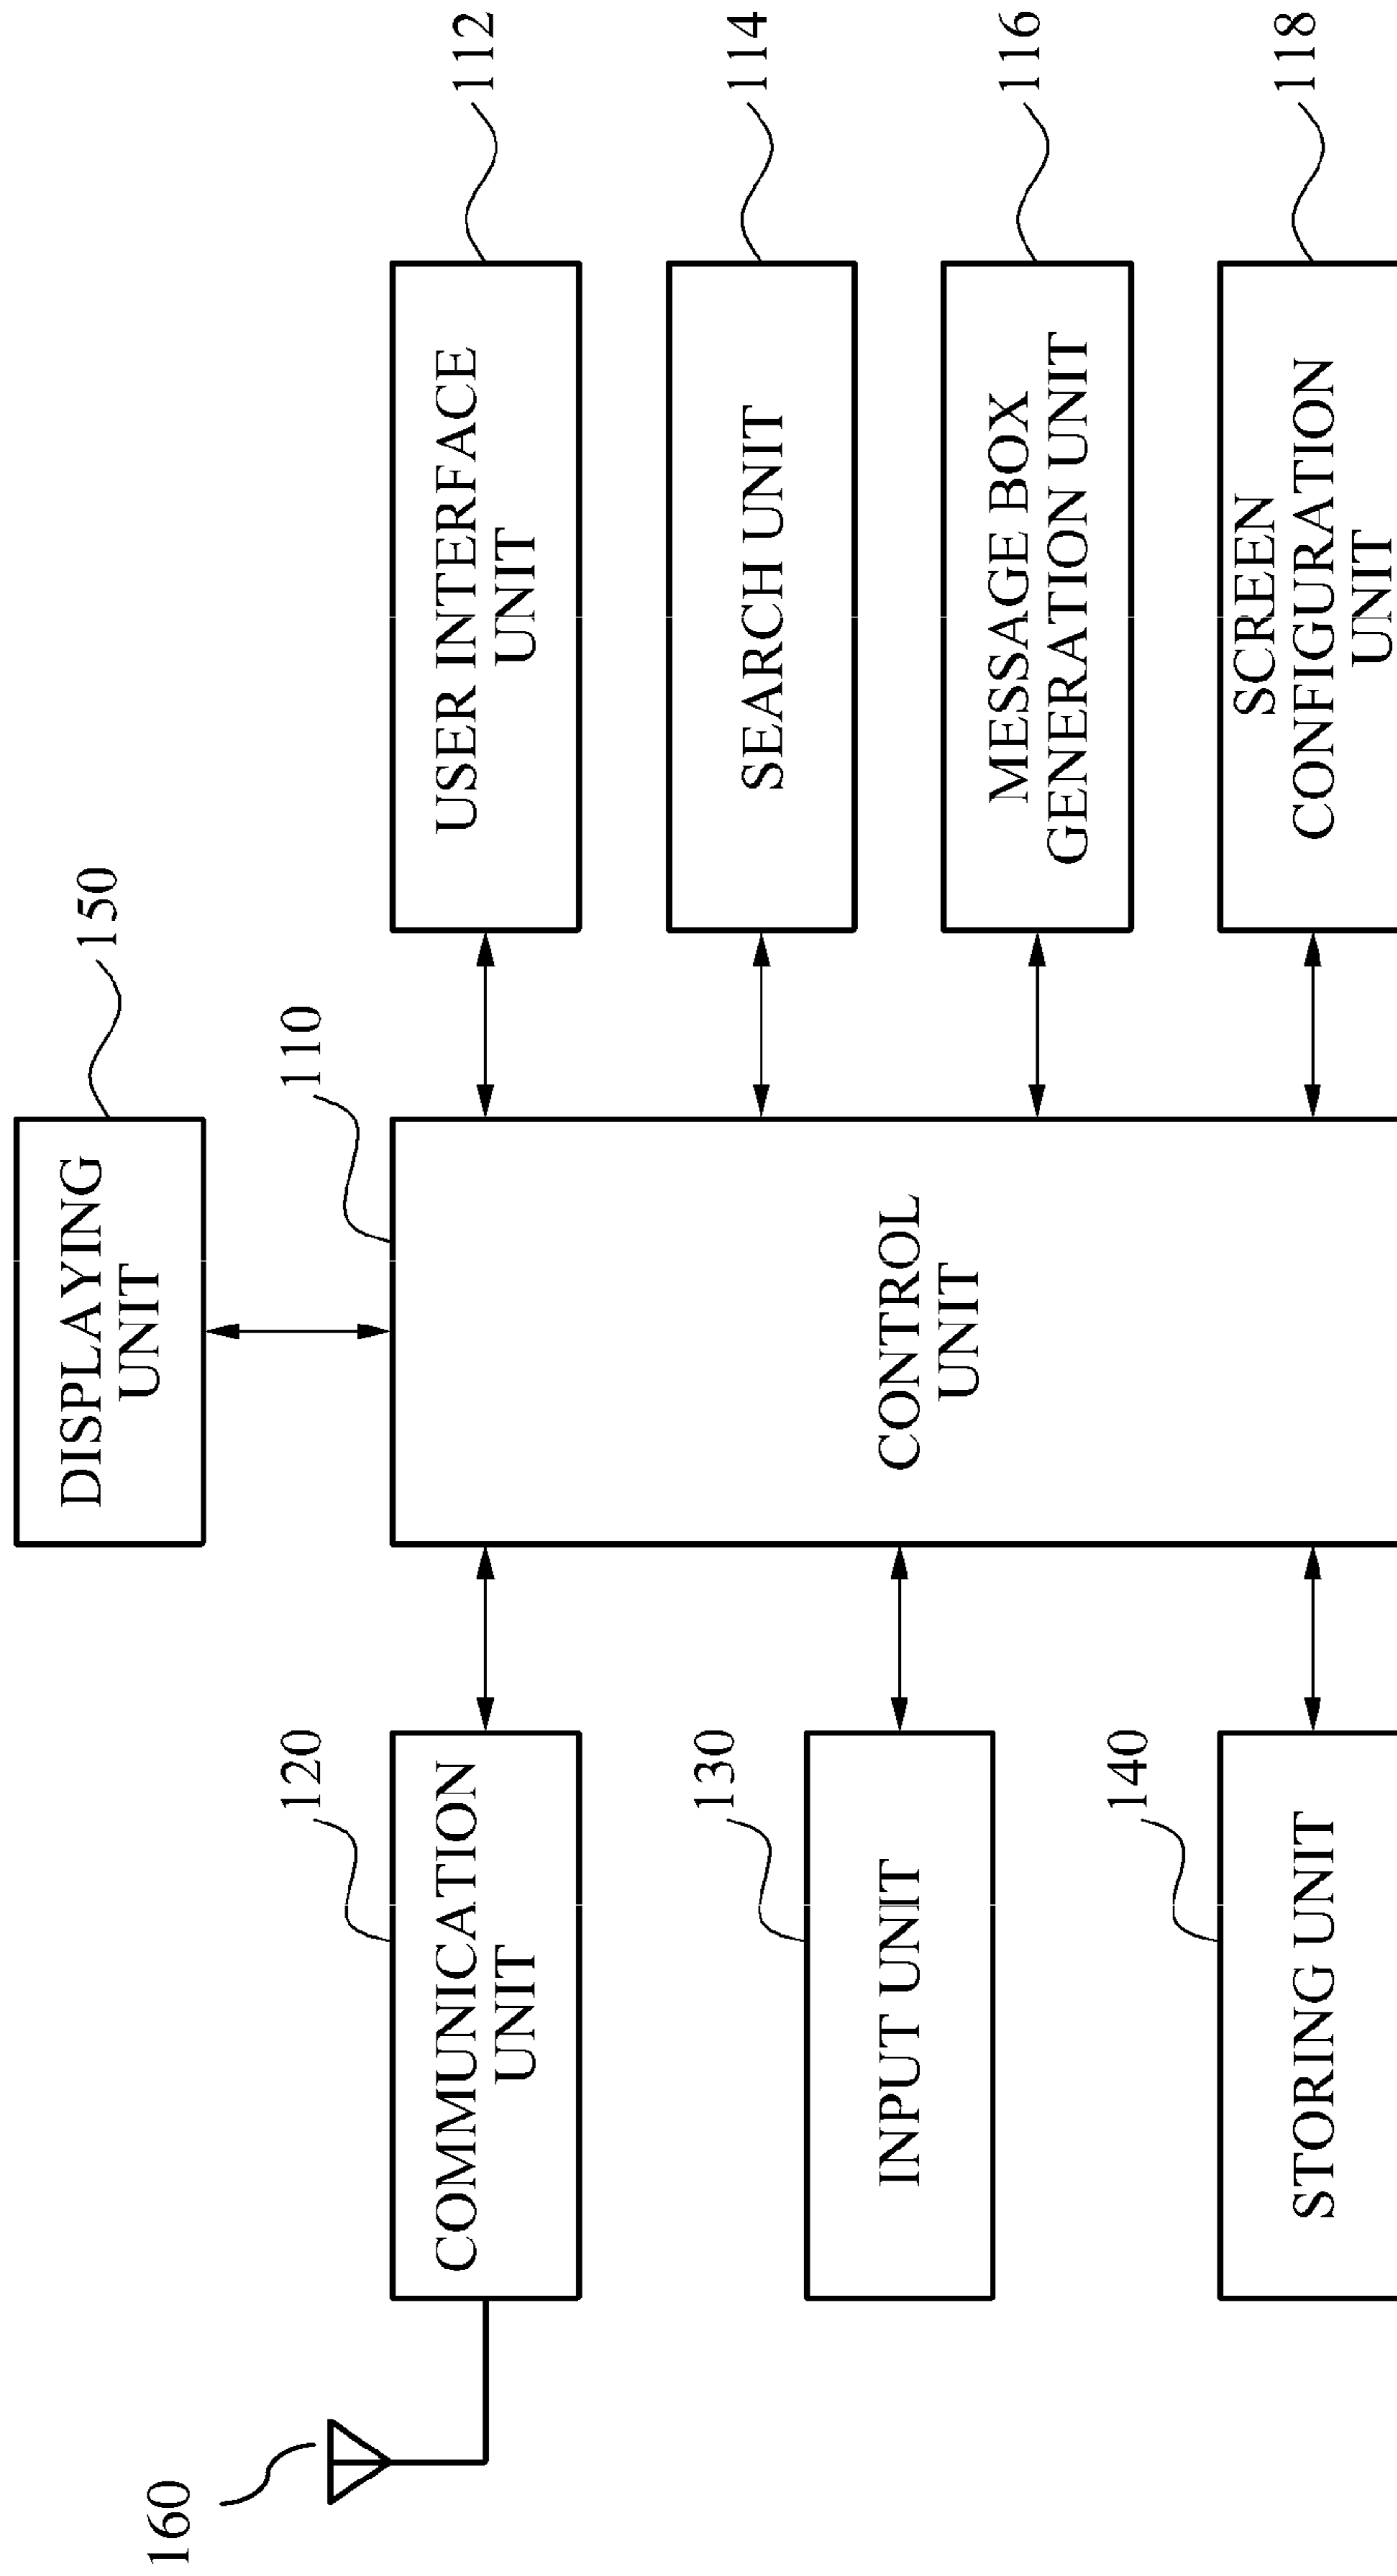 150
DISPLAYING
UNIT
160
120
COMMUNICATION
UNIT
110
CONTROL
UNIT
USER INTERFACE
UNIT
112
130
INPUT UNIT
SEARCH UNIT
114
MESSAGE BOX
GENERATION UNIT
116
140
STORING UNIT
SCREEN
CONFIGURATION
UNIT
118